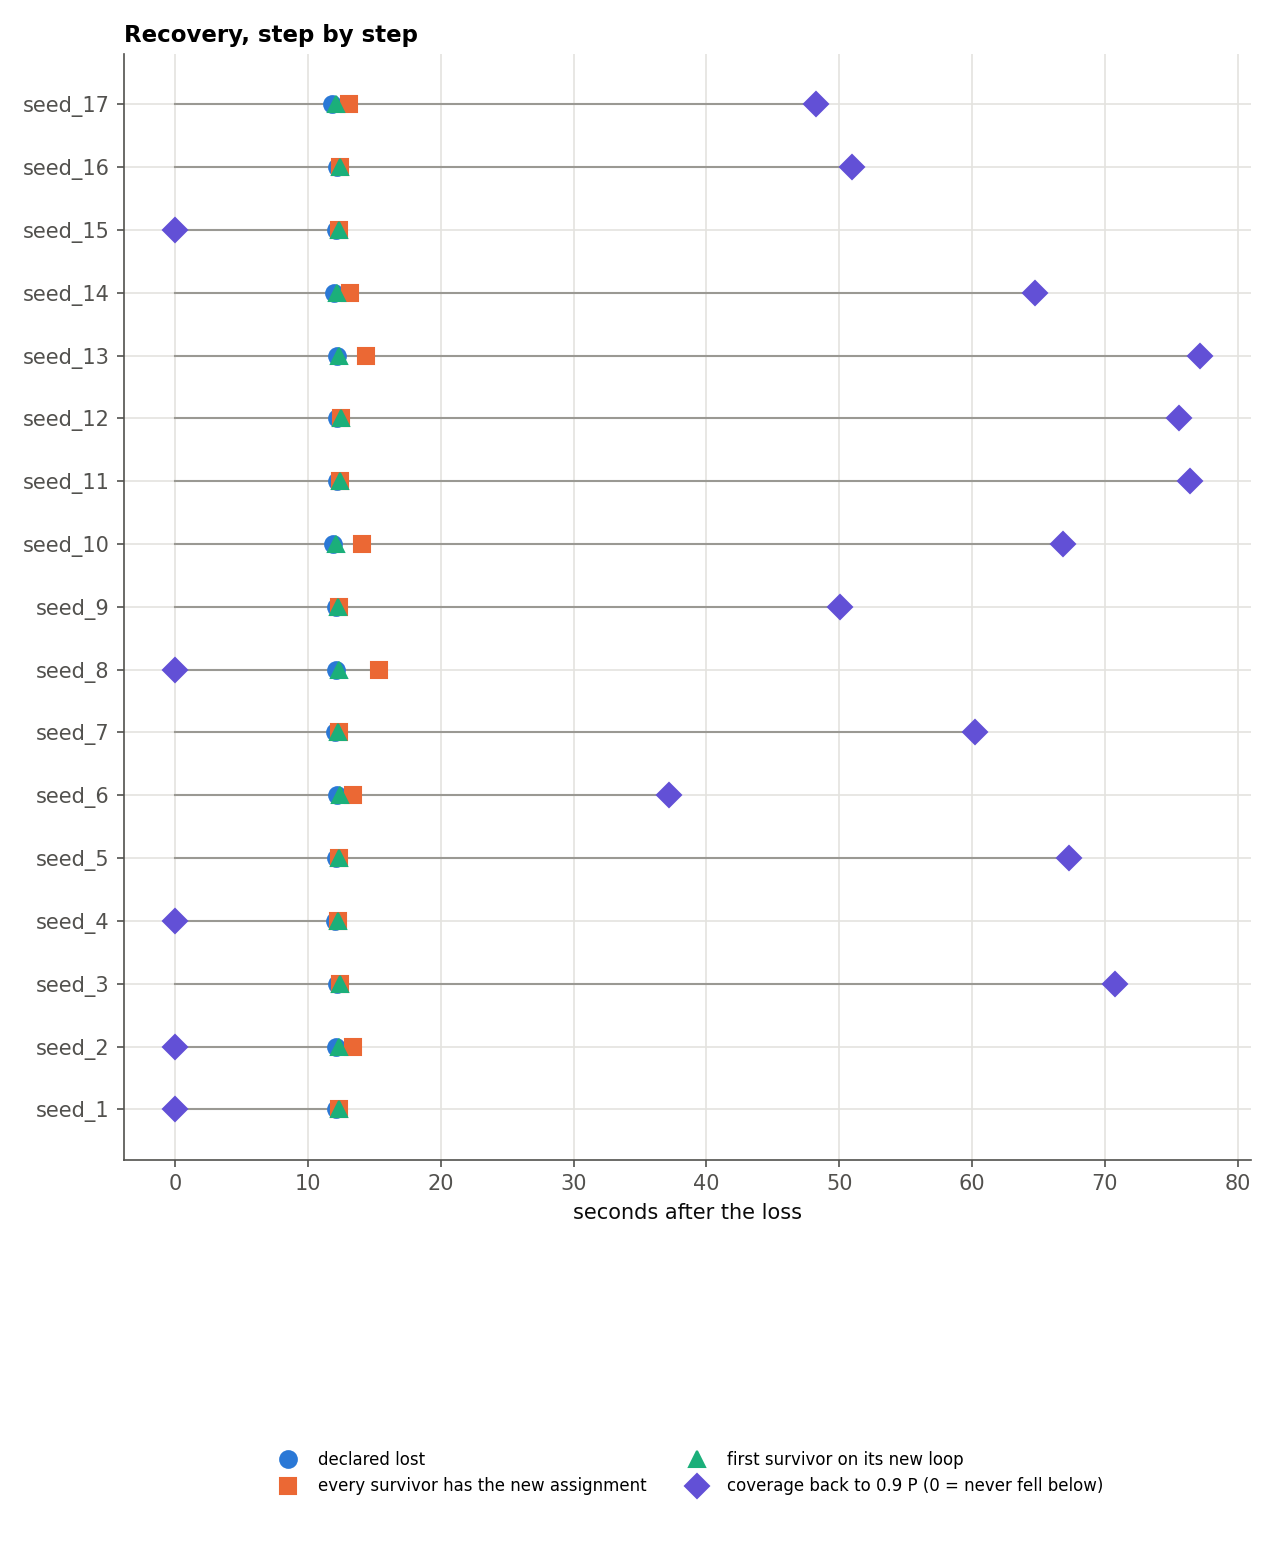 Recovery, step by step
seed_17
seed_16
seed_15
seed_14
seed_13
seed_12
seed_11
seed_10
seed_9
seed_8
seed_7
seed_6
seed_5
seed_4
seed_3
seed_2
seed_1
0 10 20 30 40 50 60 70 80
seconds after the loss
declared lost
every survivor has the new assignment
first survivor on its new loop
coverage back to 0.9 P (0 = never fell below)